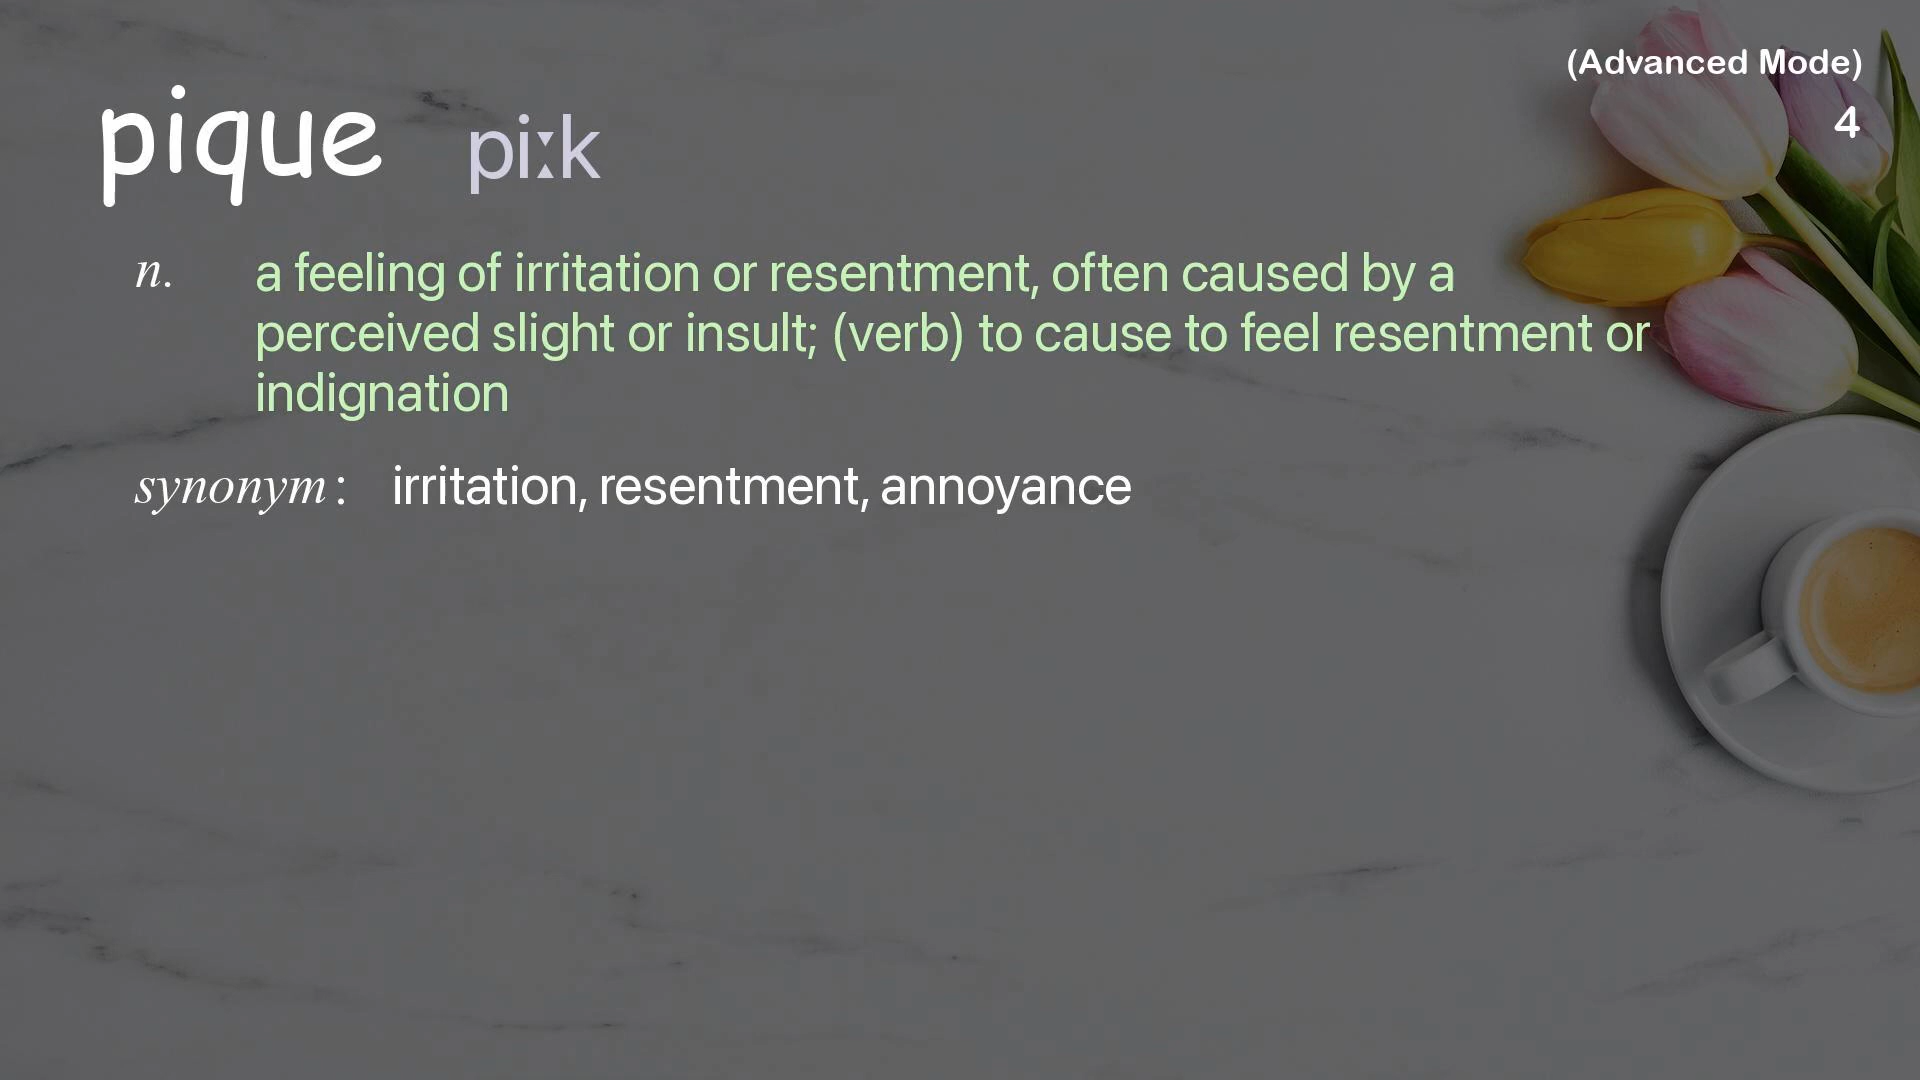 (Advanced Mode)
4
pique piːk
n. a feeling of irritation or resentment, often caused by a
perceived slight or insult; (verb) to cause to feel resentment or
indignation
synonym: irritation, resentment, annoyance